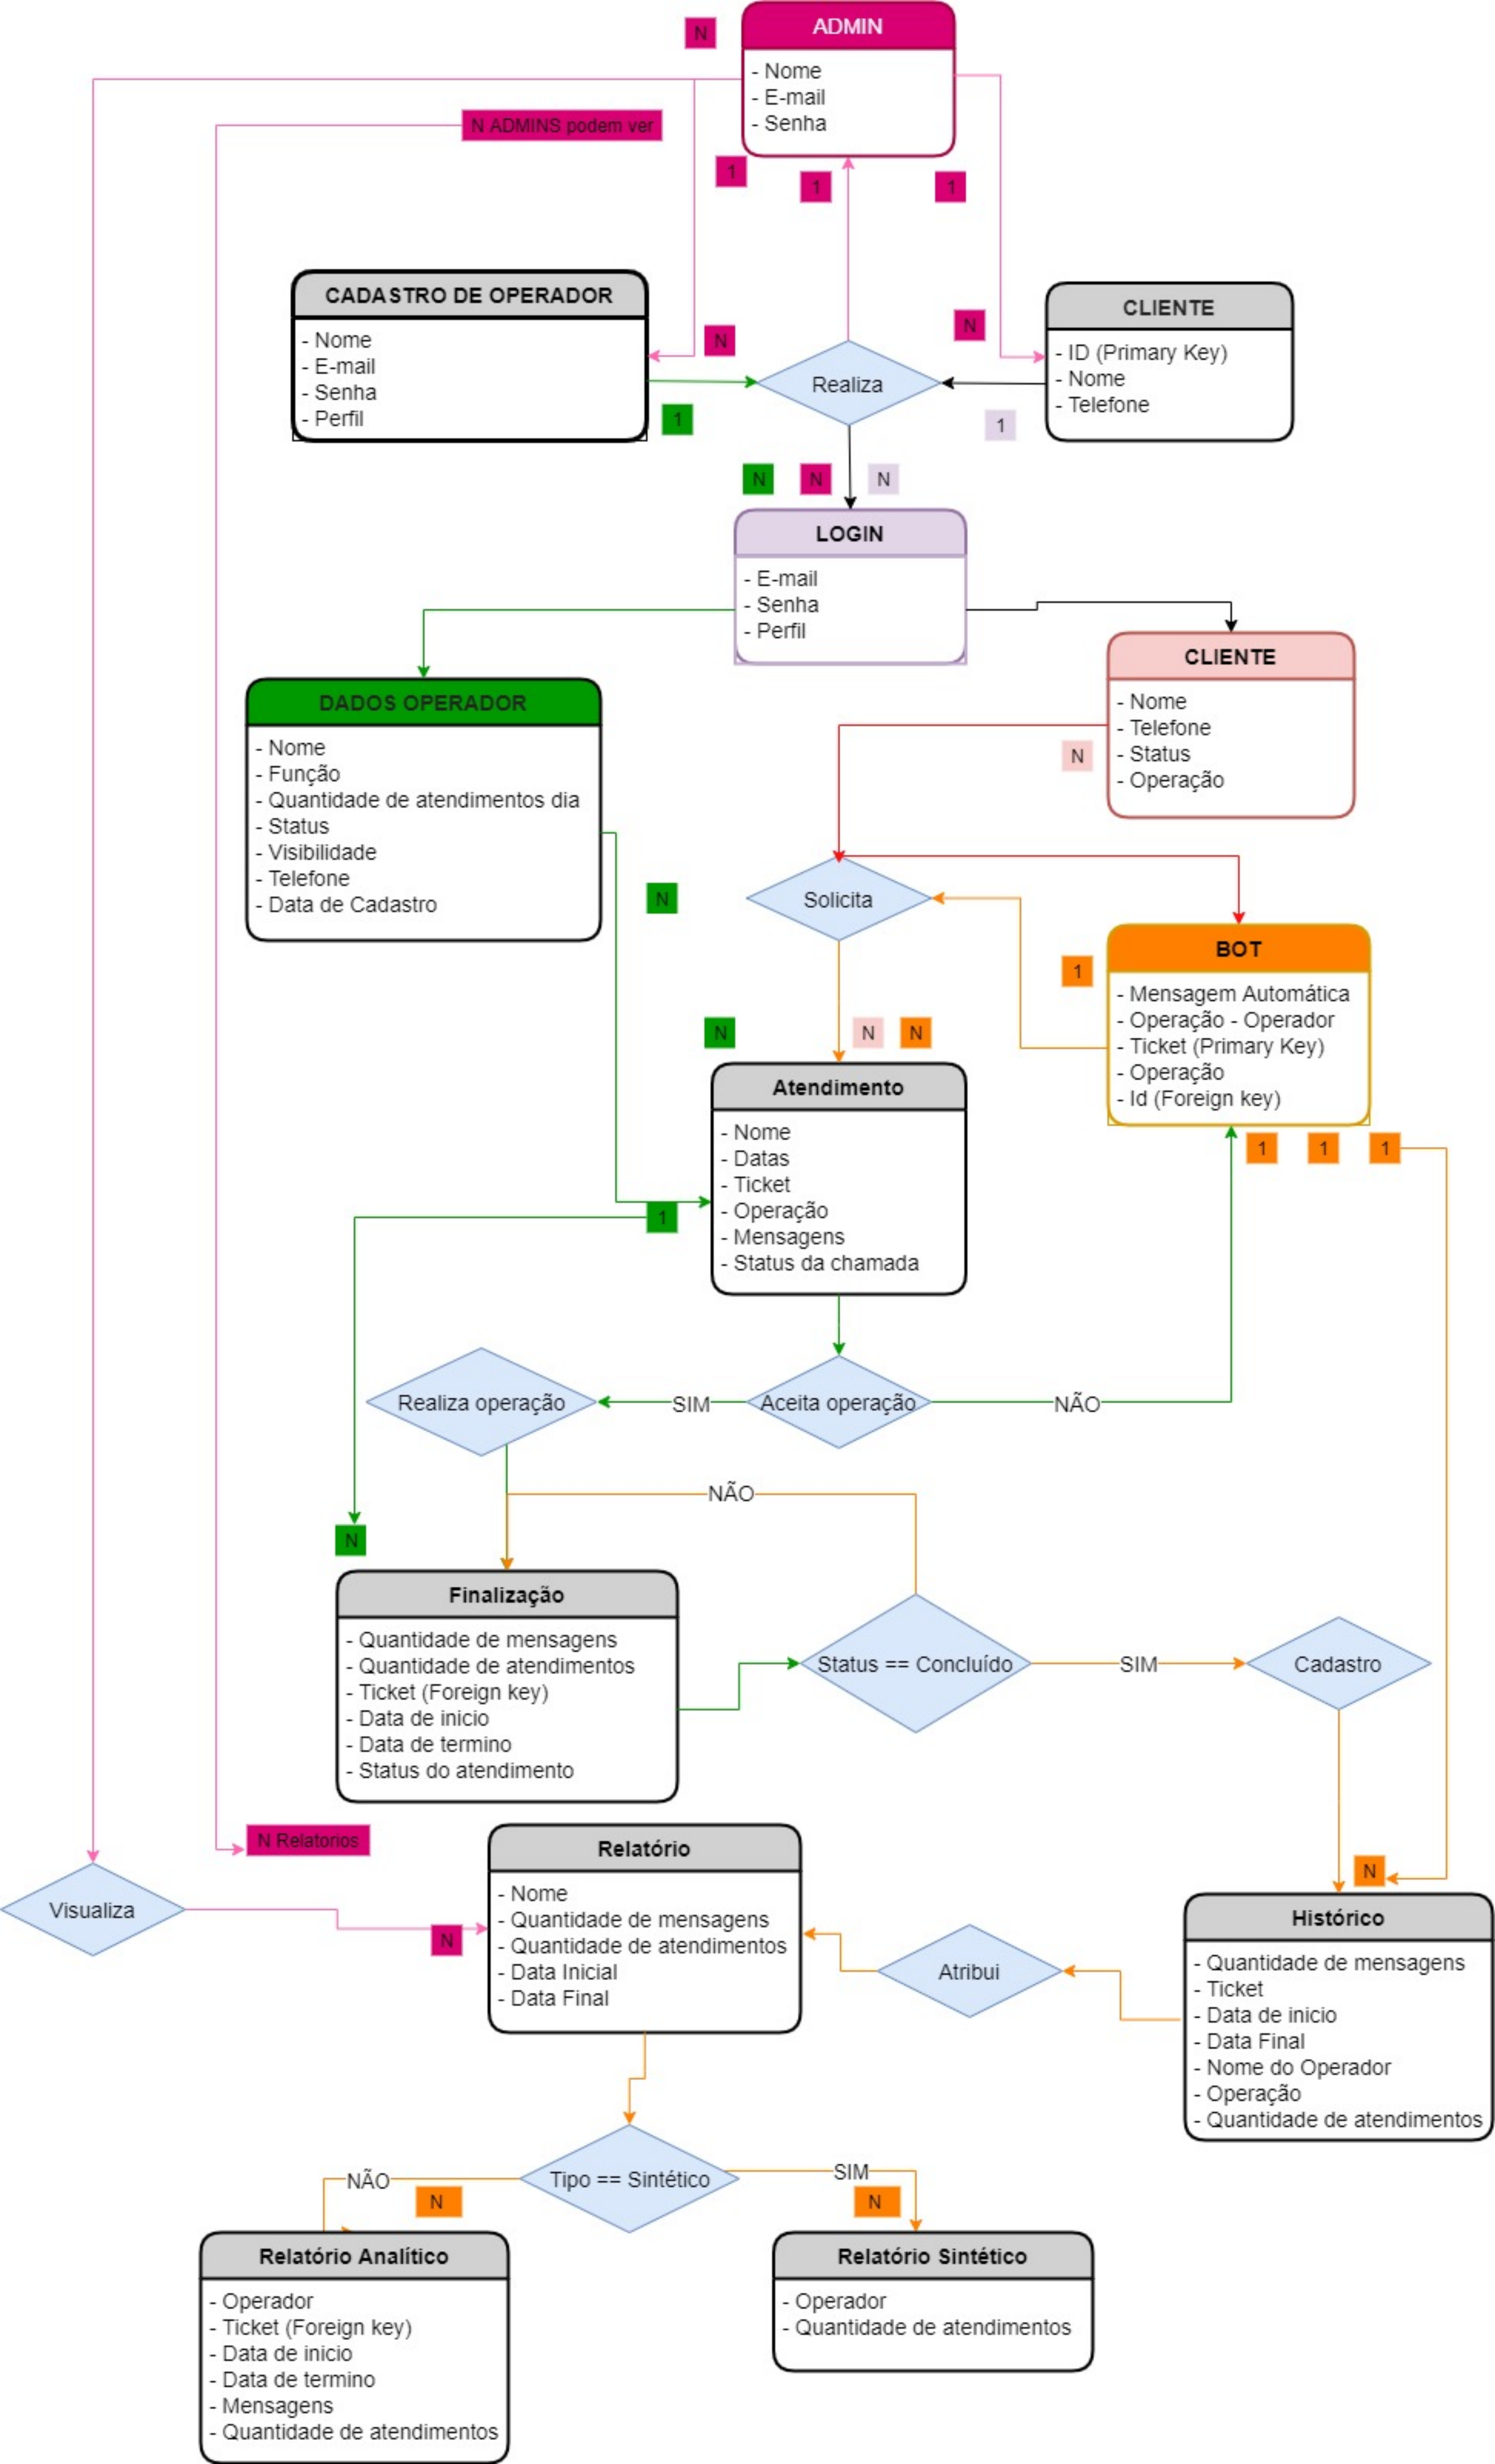 N
ADMIN
- Nome
- E-mail
- Senha
N ADMINS podem ver
1
1
1
CADASTRO DE OPERADOR
- Nome
- E-mail
- Senha
- Perfil
N
1
Realiza
N
1
CLIENTE
- ID (Primary Key)
- Nome
- Telefone
N
N
N
LOGIN
- E-mail
- Senha
- Perfil
CLIENTE
- Nome
- Telefone
- Status
- Operação
N
DADOS OPERADOR
- Nome
- Função
- Quantidade de atendimentos dia
- Status
- Visibilidade
- Telefone
- Data de Cadastro
N
Solicita
1
BOT
- Mensagem Automática
- Operação - Operador
- Ticket (Primary Key)
- Operação
- Id (Foreign key)
1
1
1
N
N
N
Atendimento
- Nome
- Datas
- Ticket
- Operação
- Mensagens
- Status da chamada
1
Realiza operação
SIM
Aceita operação
NÃO
NÃO
N
Finalização
- Quantidade de mensagens
- Quantidade de atendimentos
- Ticket (Foreign key)
- Data de inicio
- Data de termino
- Status do atendimento
Status == Concluído
SIM
Cadastro
N Relatorios
Visualiza
N
Relatório
- Nome
- Quantidade de mensagens
- Quantidade de atendimentos
- Data Inicial
- Data Final
Atribui
N
Histórico
- Quantidade de mensagens
- Ticket
- Data de inicio
- Data Final
- Nome do Operador
- Operação
- Quantidade de atendimentos
NÃO
N
Tipo == Sintético
SIM
N
Relatório Analítico
- Operador
- Ticket (Foreign key)
- Data de inicio
- Data de termino
- Mensagens
- Quantidade de atendimentos
Relatório Sintético
- Operador
- Quantidade de atendimentos